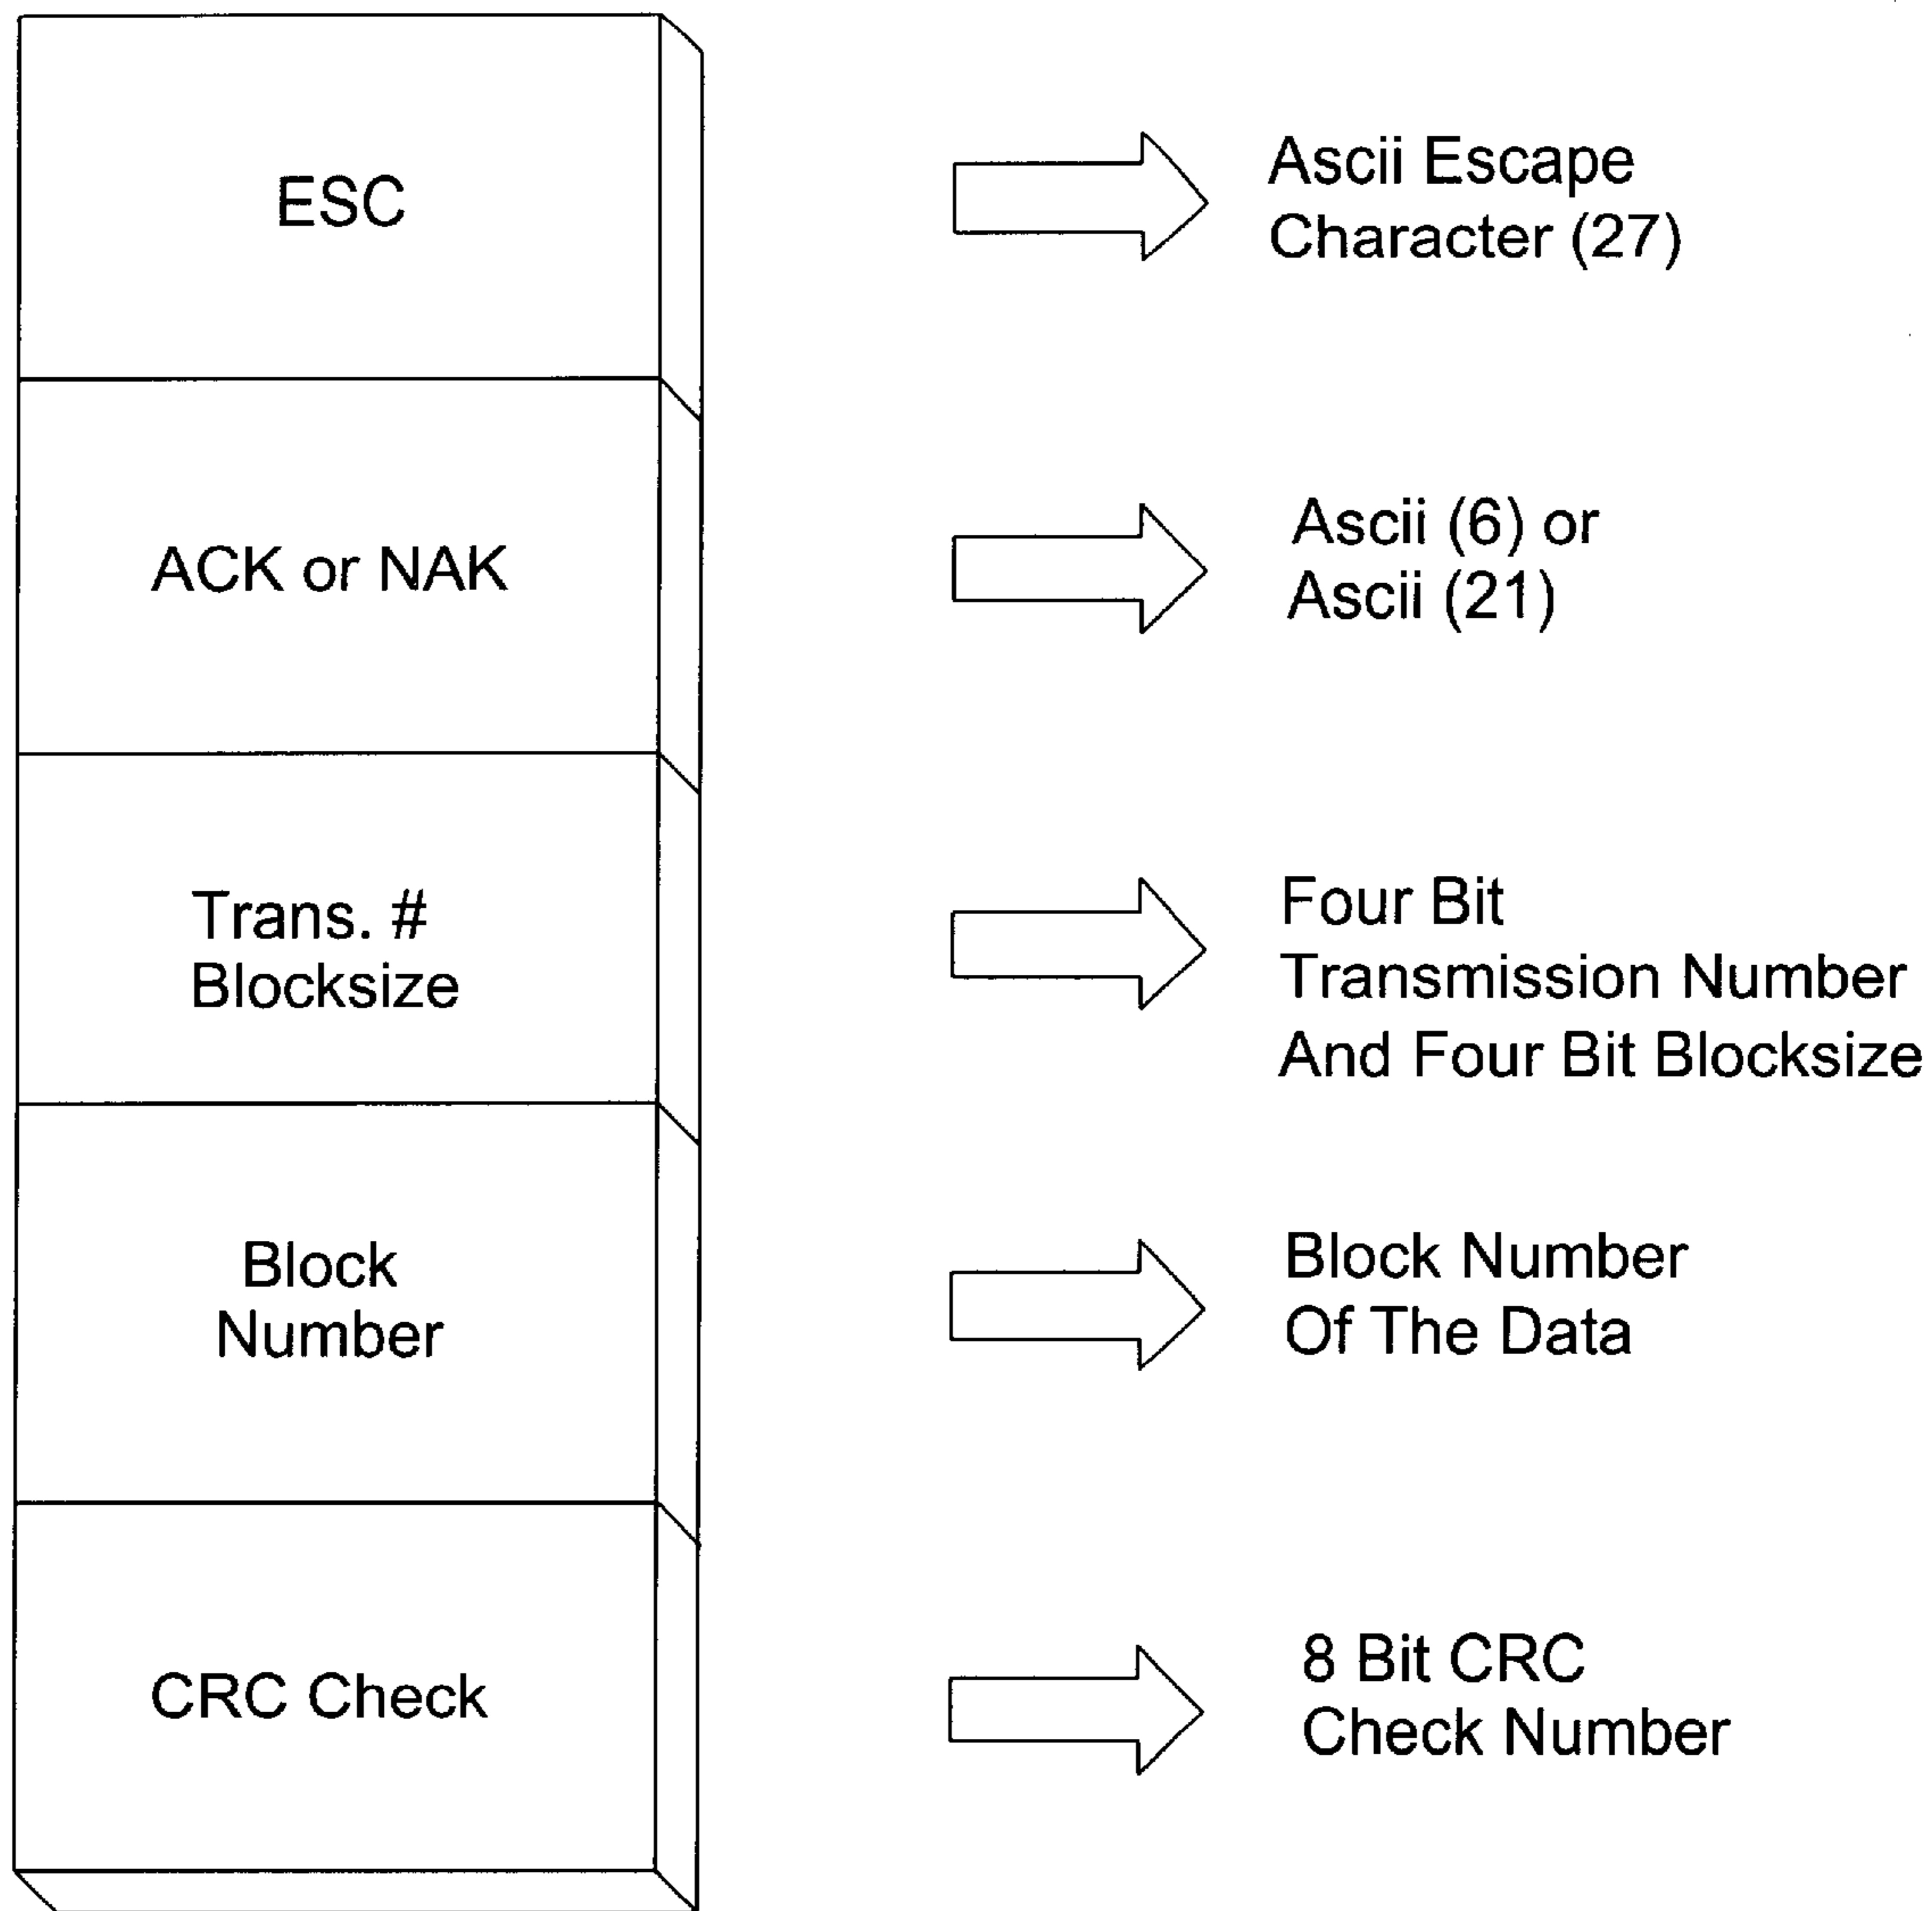 ESC
Ascii Escape
Character (27)
ACK or NAK
Ascii (6) or
Ascii (21)
Trans. #
Blocksize
Four Bit
Transmission Number
And Four Bit Blocksize
Block
Number
Block Number
Of The Data
CRC Check
8 Bit CRC
Check Number